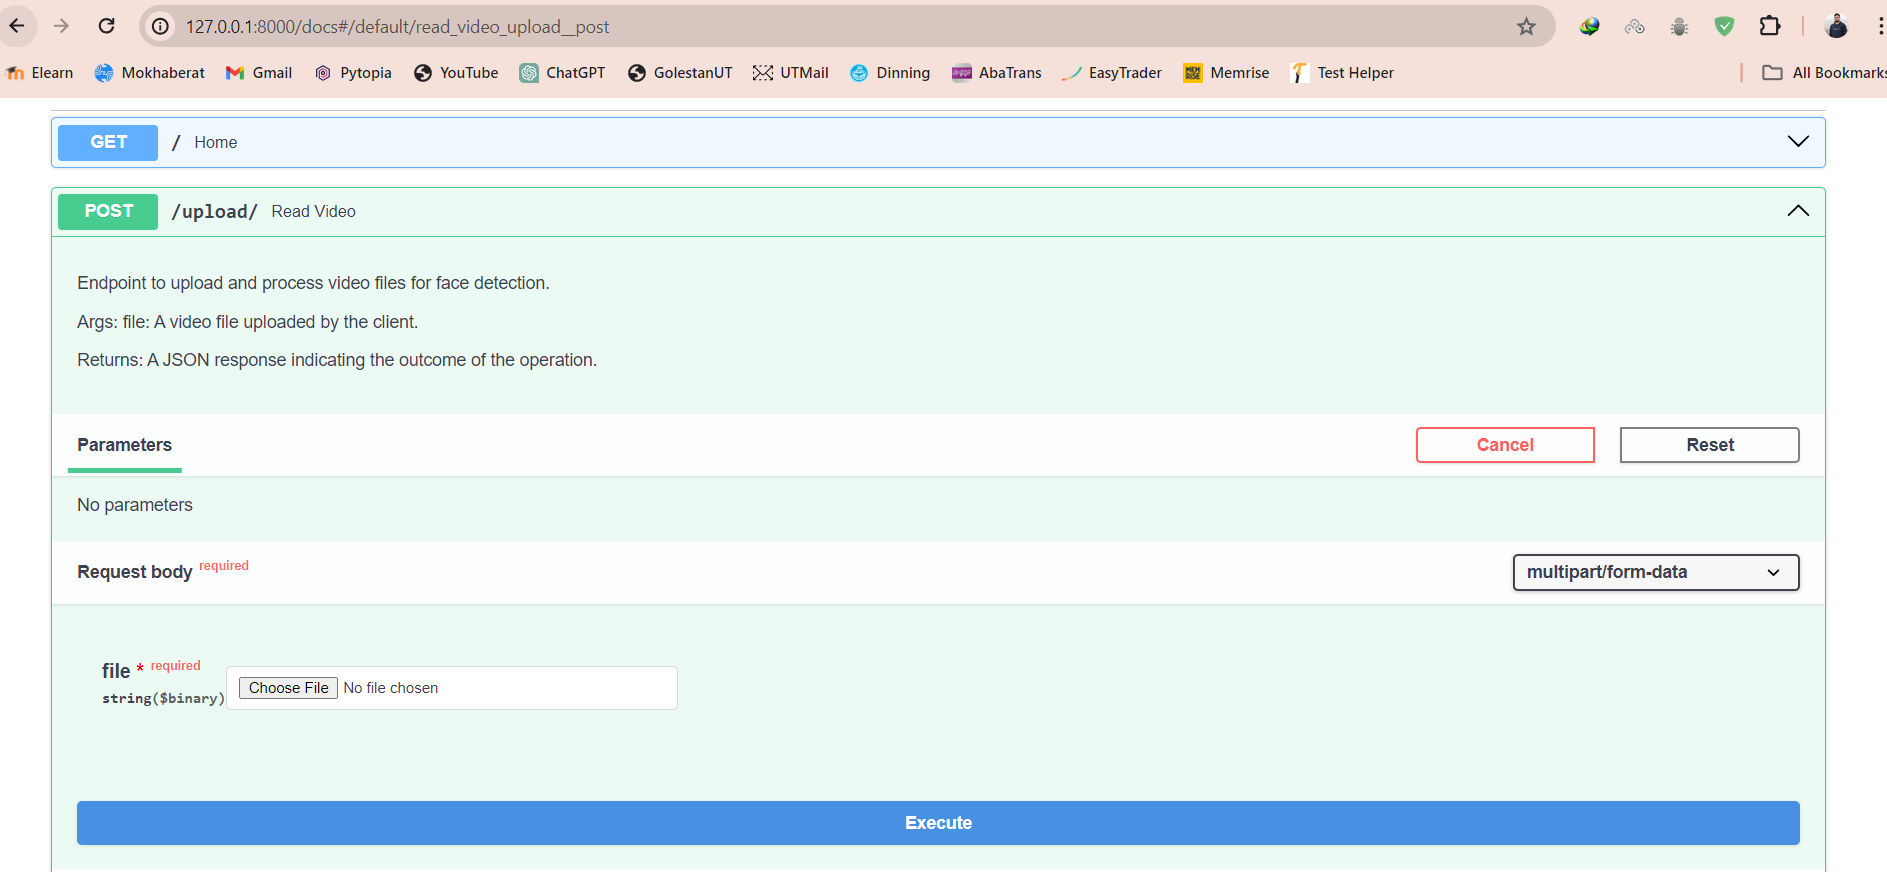 127.0.0.1:8000/docs#/default/read_video_upload__post
Elearn Mokhaberat Gmail Pytopia YouTube ChatGPT GolestanUT UTMail Dinning AbaTrans EasyTrader Memrise Test Helper All Bookmarks
GET / Home
POST /upload/ Read Video
Endpoint to upload and process video files for face detection.
Args: file: A video file uploaded by the client.
Returns: A JSON response indicating the outcome of the operation.
Parameters Cancel Reset
No parameters
Request body required multipart/form-data
file * required
string($binary) Choose File No file chosen
Execute